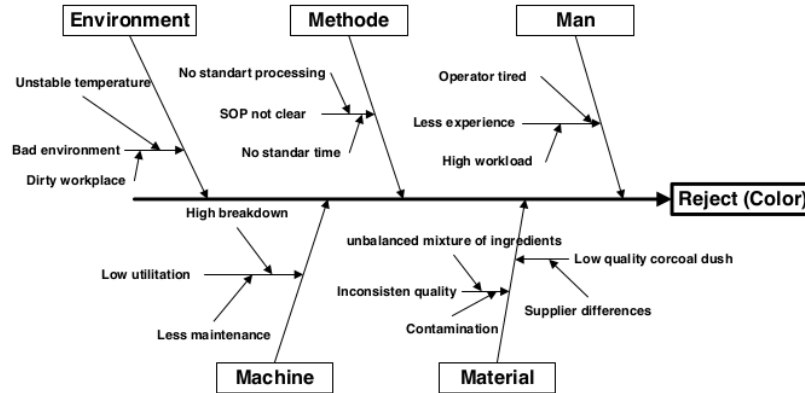 Environment
Methode
Man
Unstable temperature
No standart processing
Operator tired
SOP not clear
Less experience
Bad environment
No standar time
High workload
Dirty workplace
Reject (Color)
High breakdown
unbalanced mixture of ingredients
Low quality corcoal dush
Low utilitation
Inconsisten quality
Supplier differences
Less maintenance
Contamination
Machine
Material